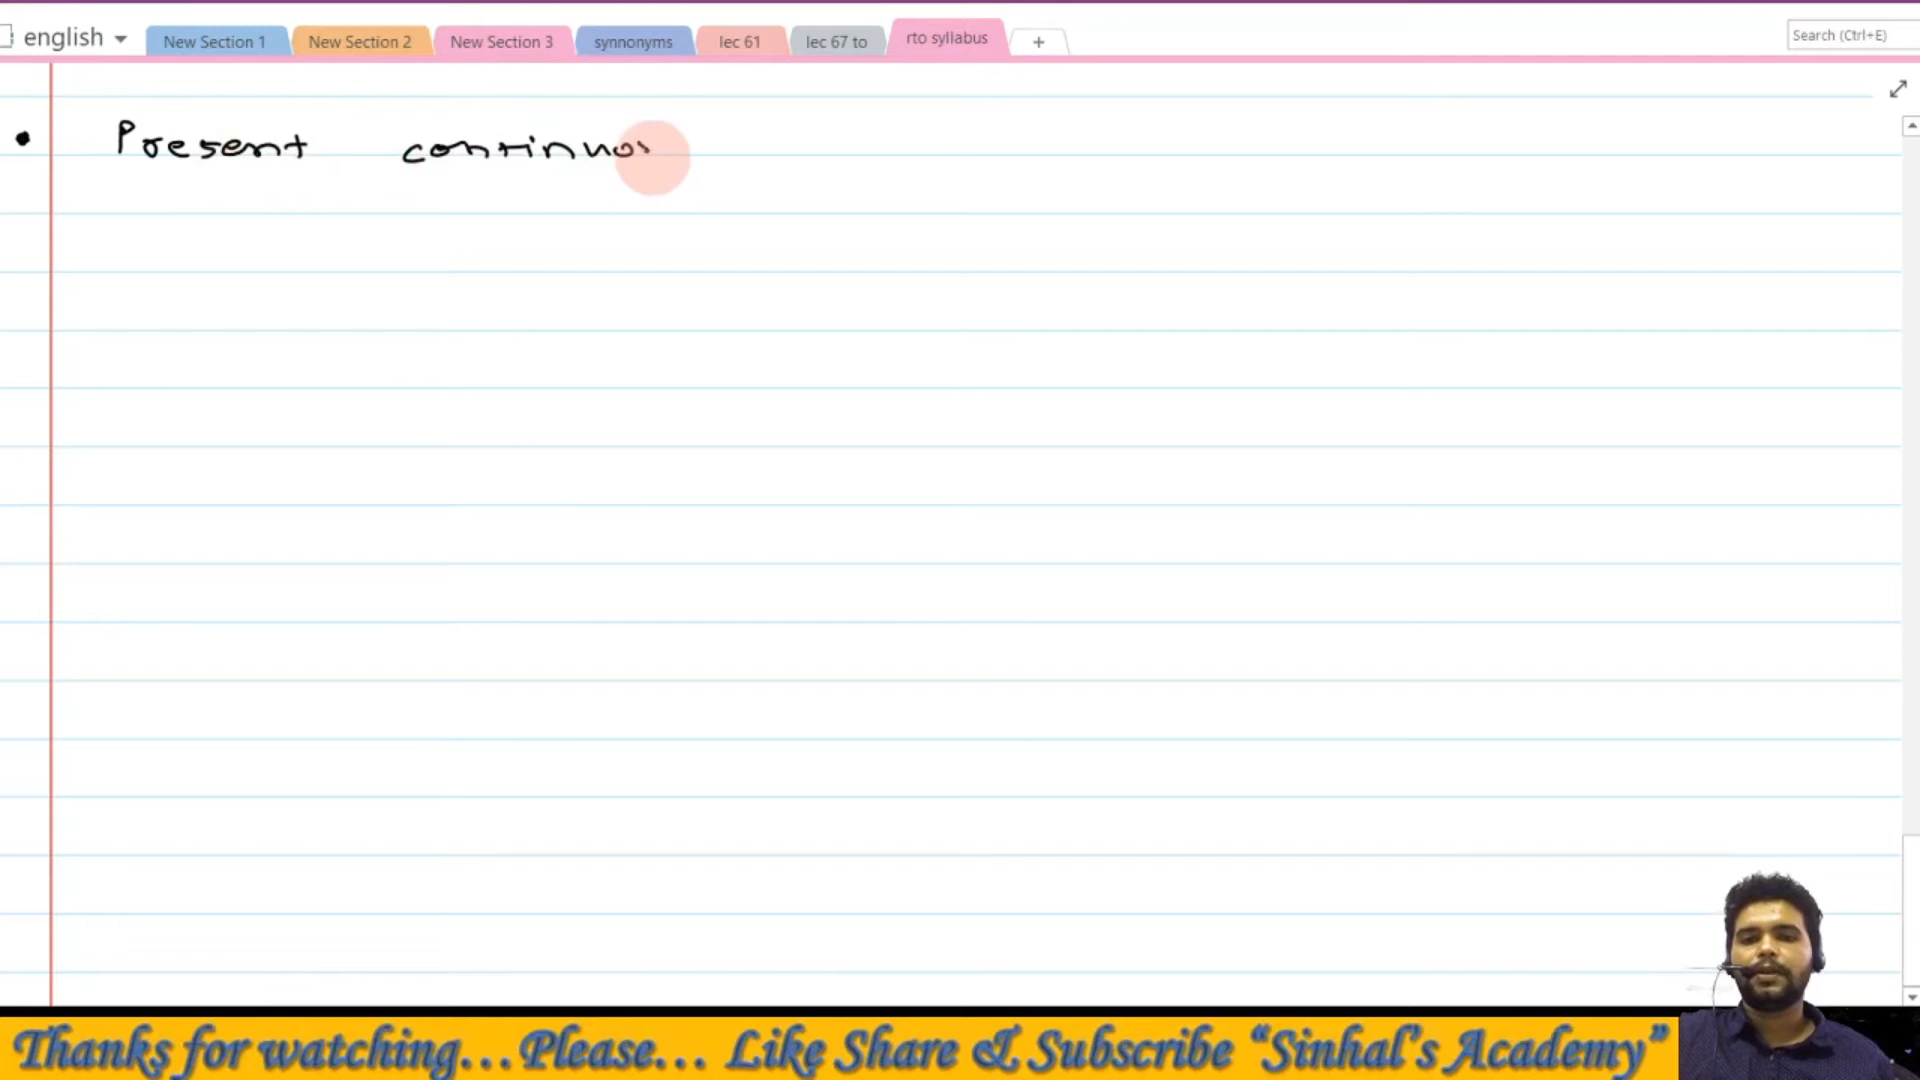 english
New Section 1
New Section 2
New Section 3
synnonyms
lec 61
lec 67 to
rto syllabus
+
Search (Ctrl+E)
• Present continuo
Thanks for watching...Please... Like Share & Subscribe “Sinhal's Academy”